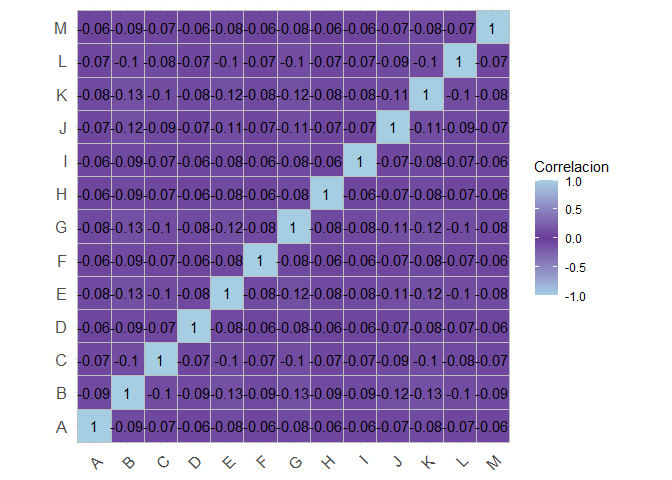 M -0.06 -0.09 -0.07 -0.06 -0.08 -0.06 -0.08 -0.06 -0.06 -0.07 -0.08 -0.07 1
L -0.07 -0.1 -0.08 -0.07 -0.1 -0.07 -0.1 -0.07 -0.07 -0.09 -0.1 1 -0.07
K -0.08 -0.13 -0.1 -0.08 -0.12 -0.08 -0.12 -0.08 -0.08 -0.11 1 -0.1 -0.08
J -0.07 -0.12 -0.09 -0.07 -0.11 -0.07 -0.11 -0.07 -0.07 1 -0.11 -0.09 -0.07
I -0.06 -0.09 -0.07 -0.06 -0.08 -0.06 -0.08 -0.06 1 -0.07 -0.08 -0.07 -0.06
H -0.06 -0.09 -0.07 -0.06 -0.08 -0.06 -0.08 1 -0.06 -0.07 -0.08 -0.07 -0.06
G -0.08 -0.13 -0.1 -0.08 -0.12 -0.08 1 -0.08 -0.08 -0.11 -0.12 -0.1 -0.08
F -0.06 -0.09 -0.07 -0.06 -0.08 1 -0.08 -0.06 -0.06 -0.07 -0.08 -0.07 -0.06
E -0.08 -0.13 -0.1 -0.08 1 -0.08 -0.12 -0.08 -0.08 -0.11 -0.12 -0.1 -0.08
D -0.06 -0.09 -0.07 1 -0.08 -0.06 -0.08 -0.06 -0.06 -0.07 -0.08 -0.07 -0.06
C -0.07 -0.1 1 -0.07 -0.1 -0.07 -0.1 -0.07 -0.07 -0.09 -0.1 -0.08 -0.07
B -0.09 1 -0.1 -0.09 -0.13 -0.09 -0.13 -0.09 -0.09 -0.12 -0.13 -0.1 -0.09
A 1 -0.09 -0.07 -0.06 -0.08 -0.06 -0.08 -0.06 -0.06 -0.07 -0.08 -0.07 -0.06
A B C D E F G H I J K L M
Correlacion
1.0
0.5
0.0
-0.5
-1.0